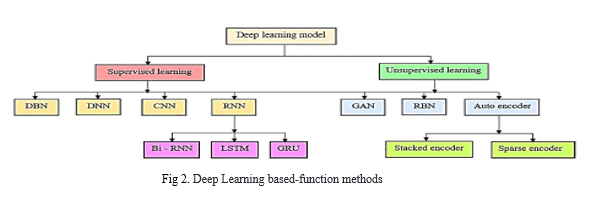 Deep learning model
Supervised learning
Unsupervised learning
DBN
DNN
CNN
RNN
GAN
RBN
Auto encoder
Bi - RNN
LSTM
GRU
Stacked encoder
Sparse encoder
Fig 2. Deep Learning based-function methods